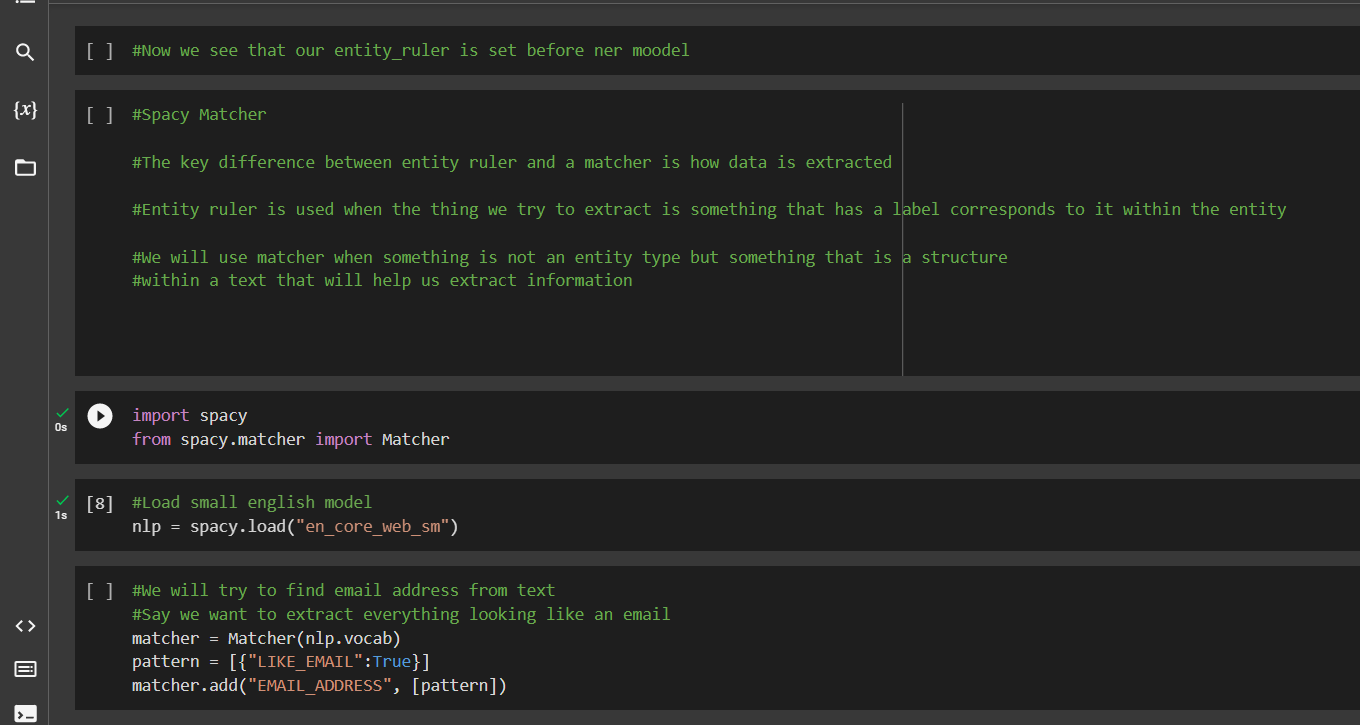 [ ] #Now we see that our entity_ruler is set before ner moodel
[ ] #Spacy Matcher
#The key difference between entity ruler and a matcher is how data is extracted
#Entity ruler is used when the thing we try to extract is something that has a label corresponds to it within the entity
#We will use matcher when something is not an entity type but something that is a structure
#within a text that will help us extract information
{x}
0s
import spacy
from spacy.matcher import Matcher
1s
[8] #Load small english model
nlp = spacy.load("en_core_web_sm")
[ ] #We will try to find email address from text
#Say we want to extract everything looking like an email
matcher = Matcher(nlp.vocab)
pattern = [{"LIKE_EMAIL":True}]
matcher.add("EMAIL_ADDRESS", [pattern])